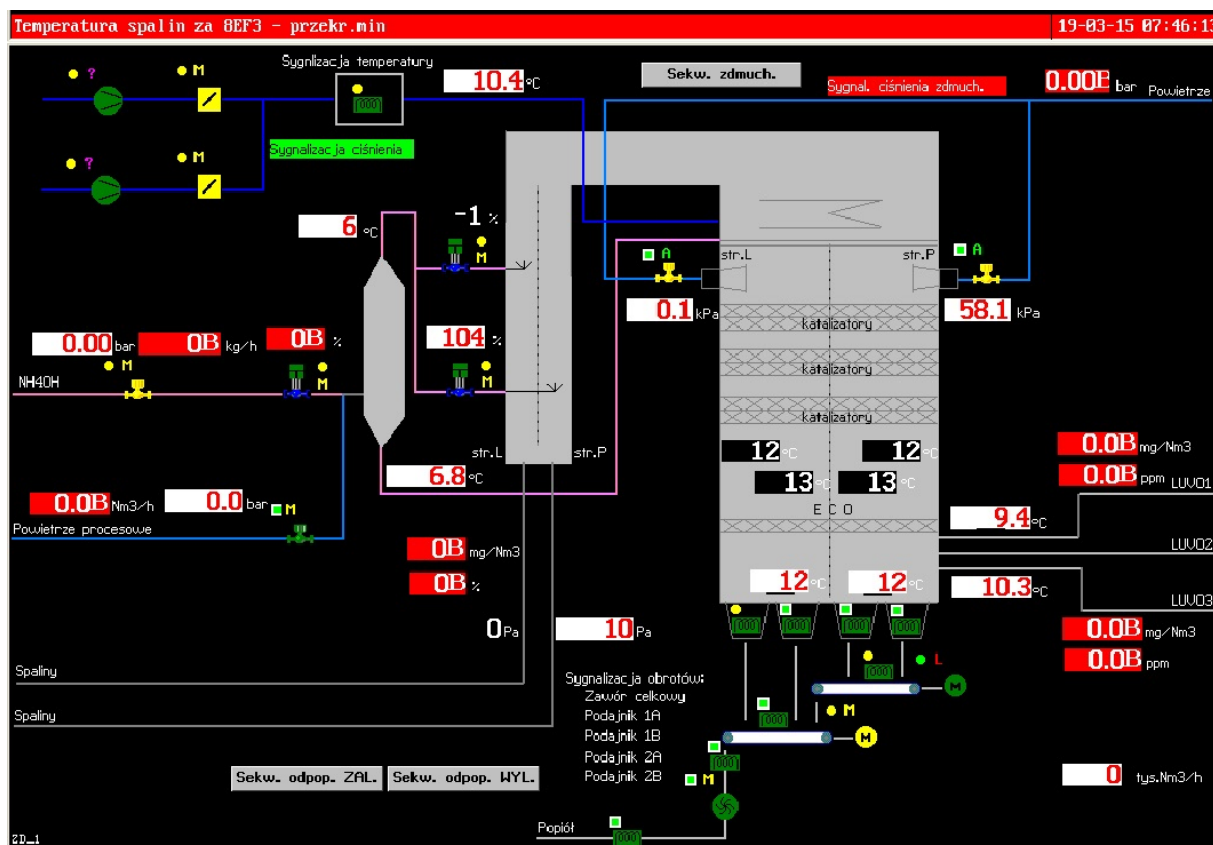 Temperatura spalin za 8EF3 - przekr.min 19-03-15 07:46:13
? M
Sygnlizacja temperatury
10.4 °C
Sekw. zdmuch.
Sygnal. ciśnienia zdmuch.
0.00B bar Powietrze
Sygnalizacja ciśnienia
? M
6 °C
-1 %
M
str.L str.P
A A
0.1 kPa
58.1 kPa
katalizatory
0.00 bar 0B kg/h 0B %
104 %
M M M
NH4OH
katalizatory
katalizatory
str.L str.P
12 °C 12 °C
0.0B mg/Nm3
6.8 °C
13 °C 13 °C
0.0B ppm LUVO1
0.0B Nm3/h 0.0 bar M
E C O
9.4 °C
Powietrze procesowe
LUVO2
0B mg/Nm3
0B %
12 °C 12 °C
10.3 °C
LUVO3
0 Pa 10 Pa
0.0B mg/Nm3
0.0B ppm
L
Spaliny
Sygnalizacja obrotów:
M
Zawór celkowy
Spaliny
Podajnik 1A
M
Podajnik 1B
M
Podajnik 2A
Sekw. odpop. ZAL. Sekw. odpop. WYL.
Podajnik 2B
M
0 tys.Nm3/h
Popiół
ZD_1